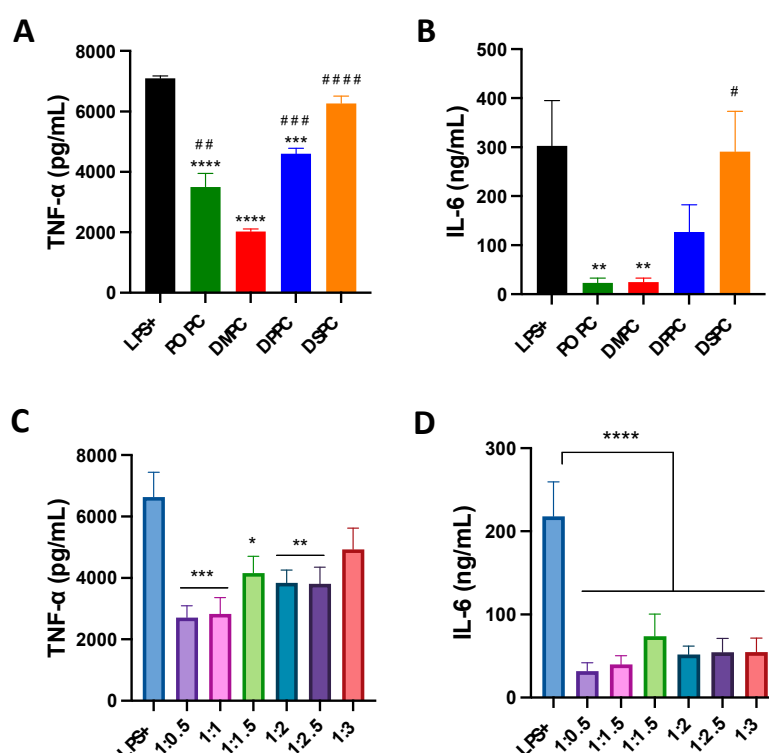 A
TNF-α (pg/mL)
8000
6000
4000
2000
0
##
****
****
###
***
####
LPS+
PO PC
DMPC
DPPC
DSPC
B
IL-6 (ng/mL)
500
400
300
200
100
0
**
**
#
LPS+
PO PC
DMPC
DPPC
DSPC
C
TNF-α (pg/mL)
8000
6000
4000
2000
0
***
*
**
LPS+
1:0.5
1:1
1:1.5
1:2
1:2.5
1:3
D
IL-6 (ng/mL)
300
200
100
0
****
LPS+
1:0.5
1:1.5
1:1.5
1:2
1:2.5
1:3